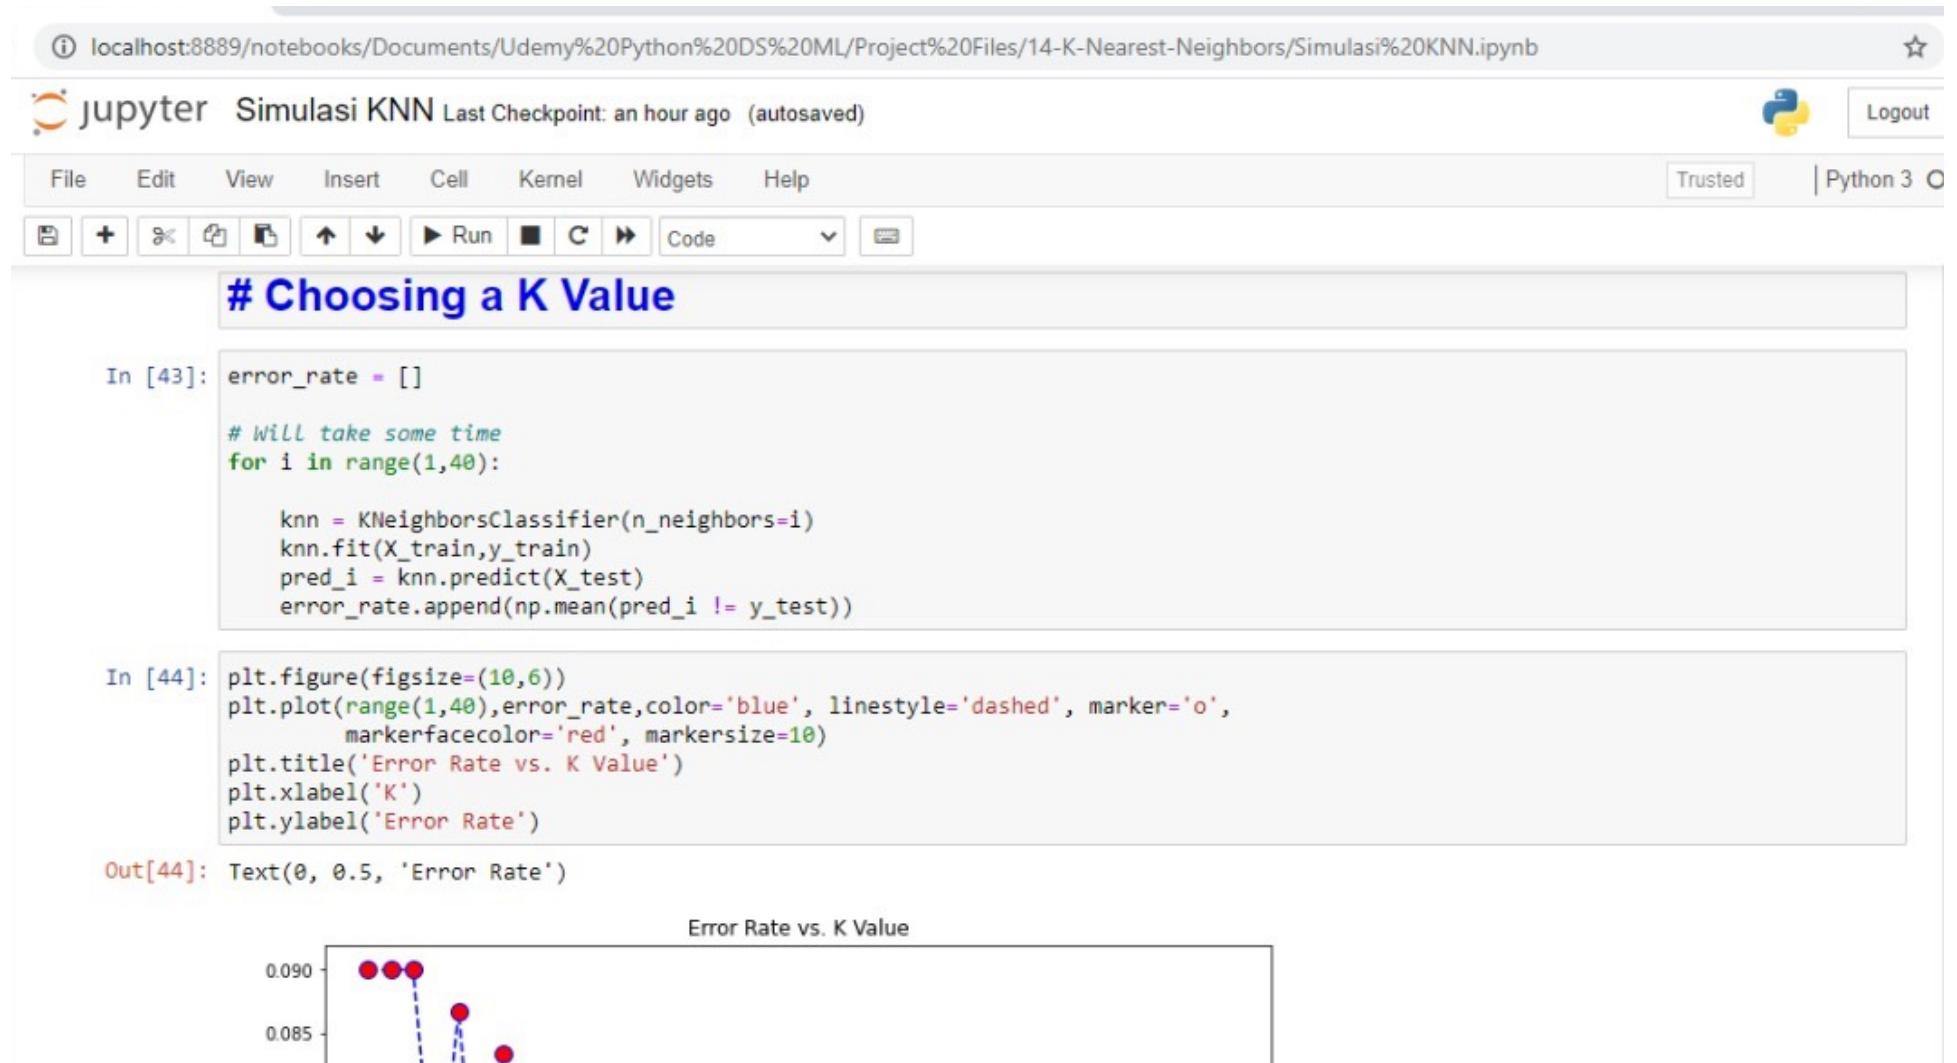 localhost:8889/notebooks/Documents/Udemy%20Python%20DS%20ML/Project%20Files/14-K-Nearest-Neighbors/Simulasi%20KNN.ipynb
jupyter Simulasi KNN Last Checkpoint: an hour ago (autosaved) Logout
File Edit View Insert Cell Kernel Widgets Help Trusted Python 3
Run Code
# Choosing a K Value
In [43]: error_rate = []
# Will take some time
for i in range(1,40):
knn = KNeighborsClassifier(n_neighbors=i)
knn.fit(X_train,y_train)
pred_i = knn.predict(X_test)
error_rate.append(np.mean(pred_i != y_test))
In [44]: plt.figure(figsize=(10,6))
plt.plot(range(1,40),error_rate,color='blue', linestyle='dashed', marker='o',
markerfacecolor='red', markersize=10)
plt.title('Error Rate vs. K Value')
plt.xlabel('K')
plt.ylabel('Error Rate')
Out[44]: Text(0, 0.5, 'Error Rate')
Error Rate vs. K Value
0.090
0.085